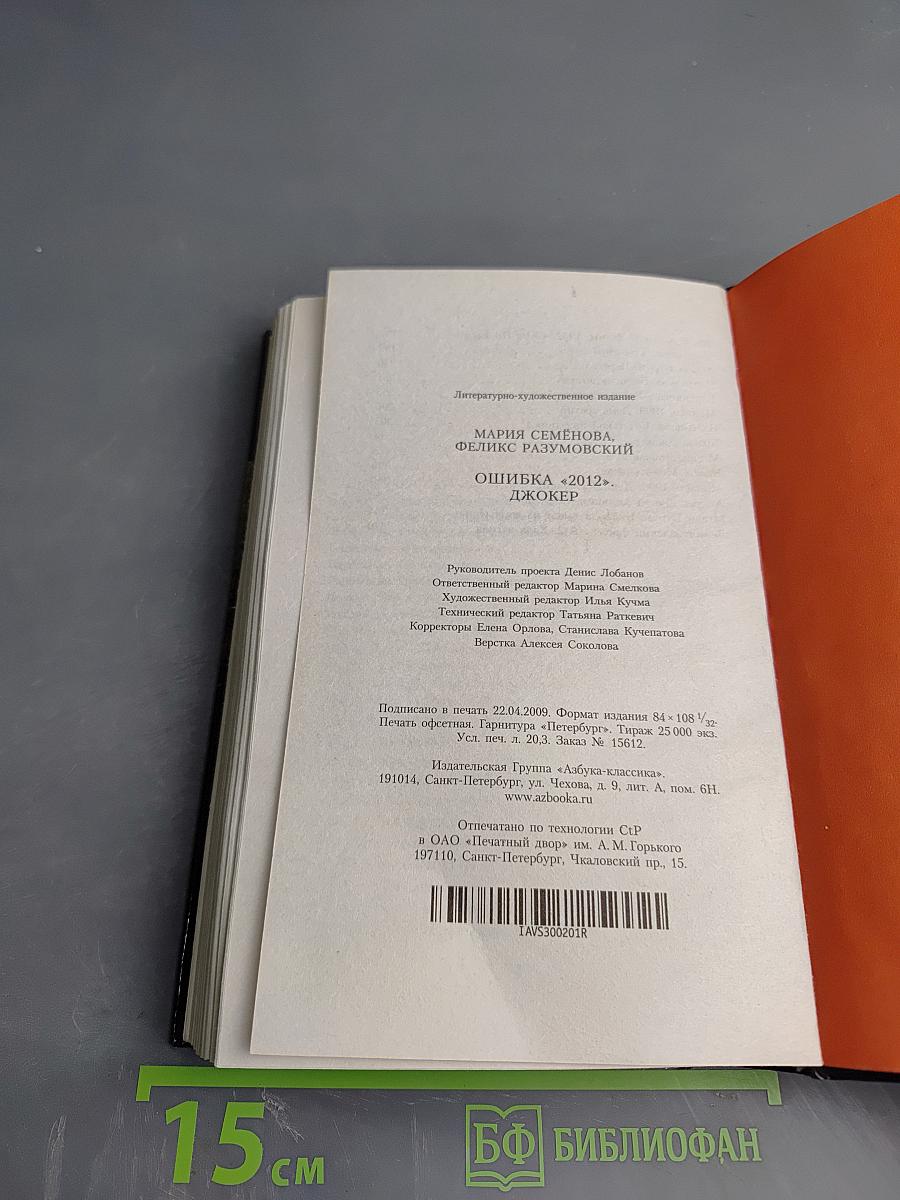 Литературно-художественное издание
МАРИЯ СЕМЁНОВА,
ФЕЛИКС РАЗУМОВСКИЙ
ОШИБКА «2012».
ДЖОКЕР
Руководитель проекта Денис Лобанов
Ответственный редактор Марина Смелкова
Художественный редактор Илья Кучма
Технический редактор Татьяна Раткевич
Корректоры Елена Орлова, Станислава Кучепатова
Верстка Алексея Соколова
Подписано в печать 22.04.2009. Формат издания 84 × 108 1/32.
Печать офсетная. Гарнитура «Петербург». Тираж 25 000 экз.
Усл. печ. л. 20,3. Заказ № 15612.
Издательская Группа «Азбука-классика».
191014, Санкт-Петербург, ул. Чехова, д. 9, лит. А, пом. 6Н.
www.azbooka.ru
Отпечатано по технологии CtP
в ОАО «Печатный двор» им. А. М. Горького
197110, Санкт-Петербург, Чкаловский пр., 15.
IAVS300201R
15 см
БФ БИБЛИОФАН